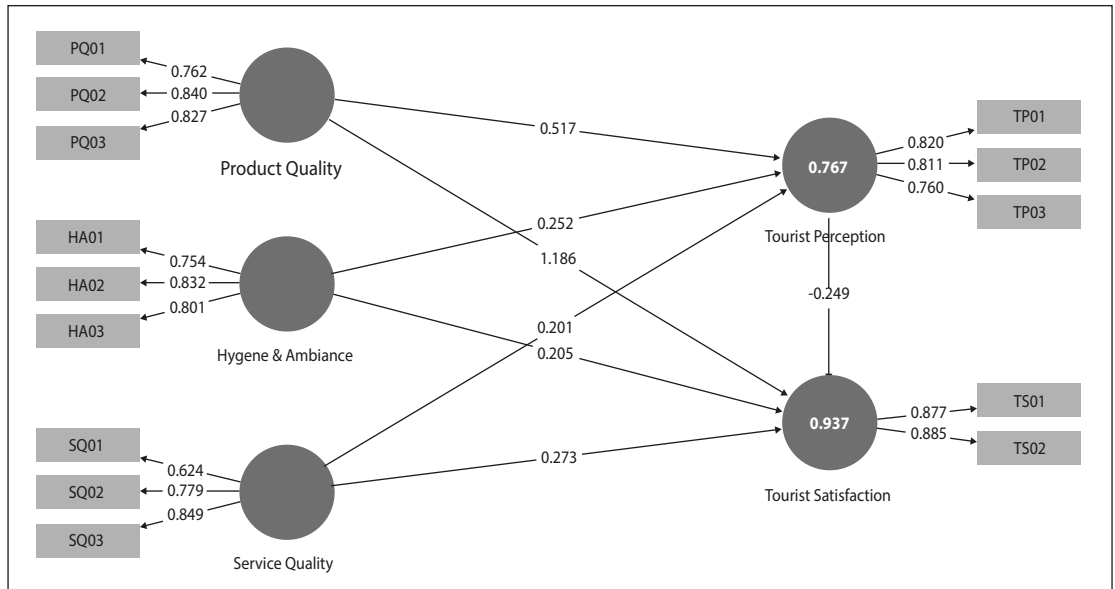 PQ01
0.762
PQ02
0.840
0.827
PQ03
Product Quality
0.517
TP01
0.820
0.767
0.811
TP02
0.760
TP03
Tourist Perception
HA01
0.754
HA02
0.832
0.801
HA03
Hygene & Ambiance
0.252
1.186
-0.249
0.201
0.205
SQ01
0.624
SQ02
0.779
0.849
SQ03
Service Quality
0.273
0.937
0.877
TS01
0.885
TS02
Tourist Satisfaction